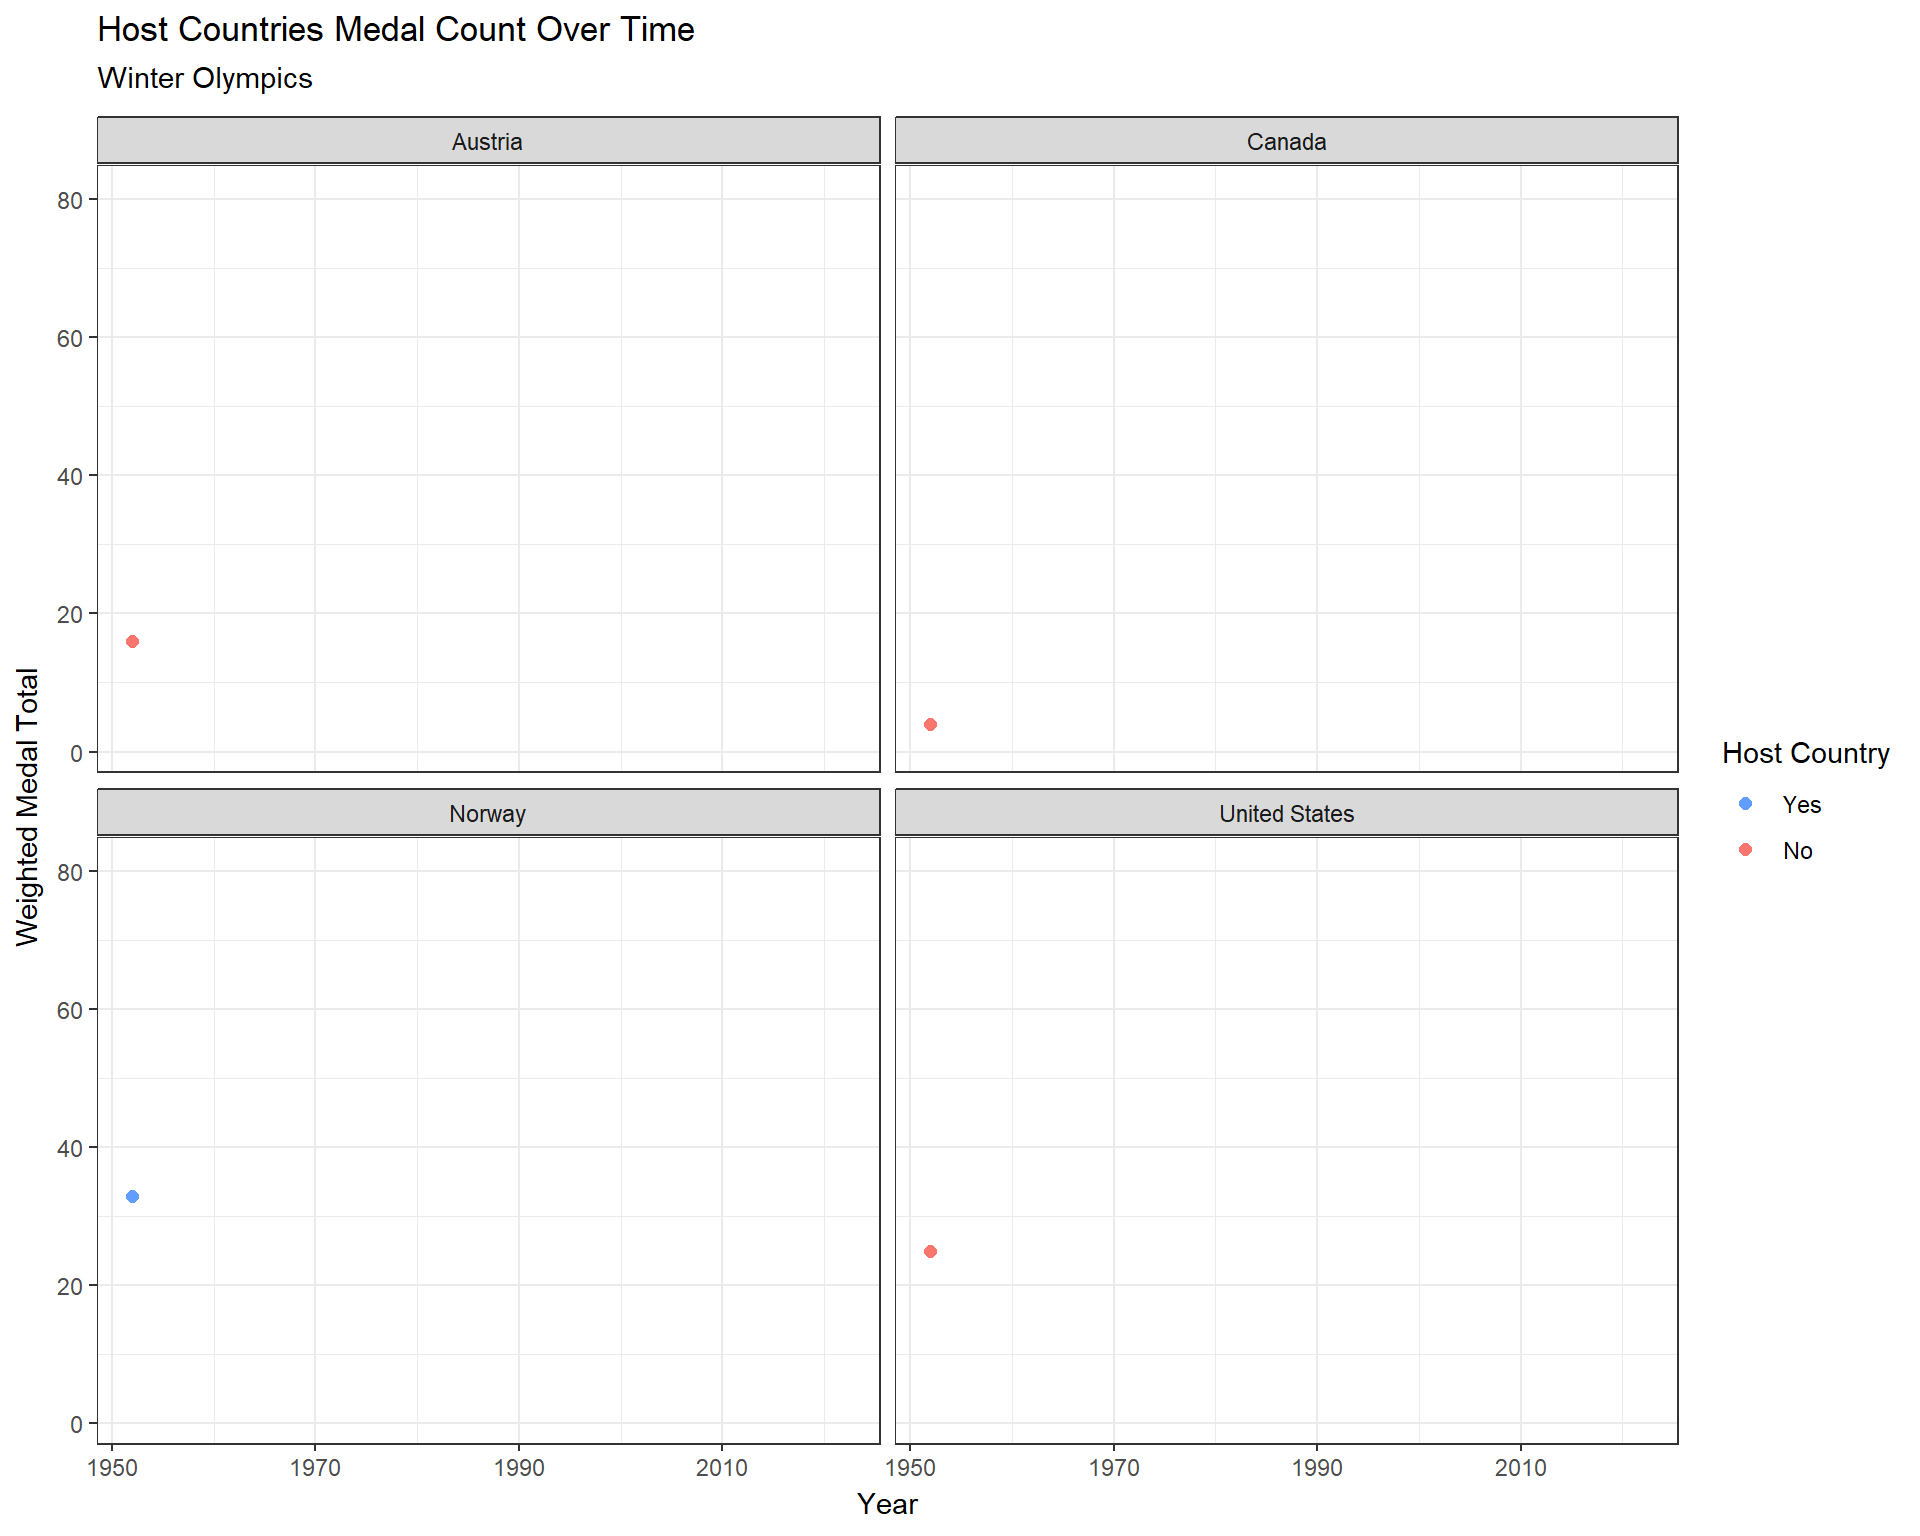 Host Countries Medal Count Over Time
Winter Olympics
Austria
Canada
80
60
40
20
0
Norway
United States
80
60
40
20
0
1950 1970 1990 2010
1950 1970 1990 2010
Year
Weighted Medal Total
Host Country
Yes
No